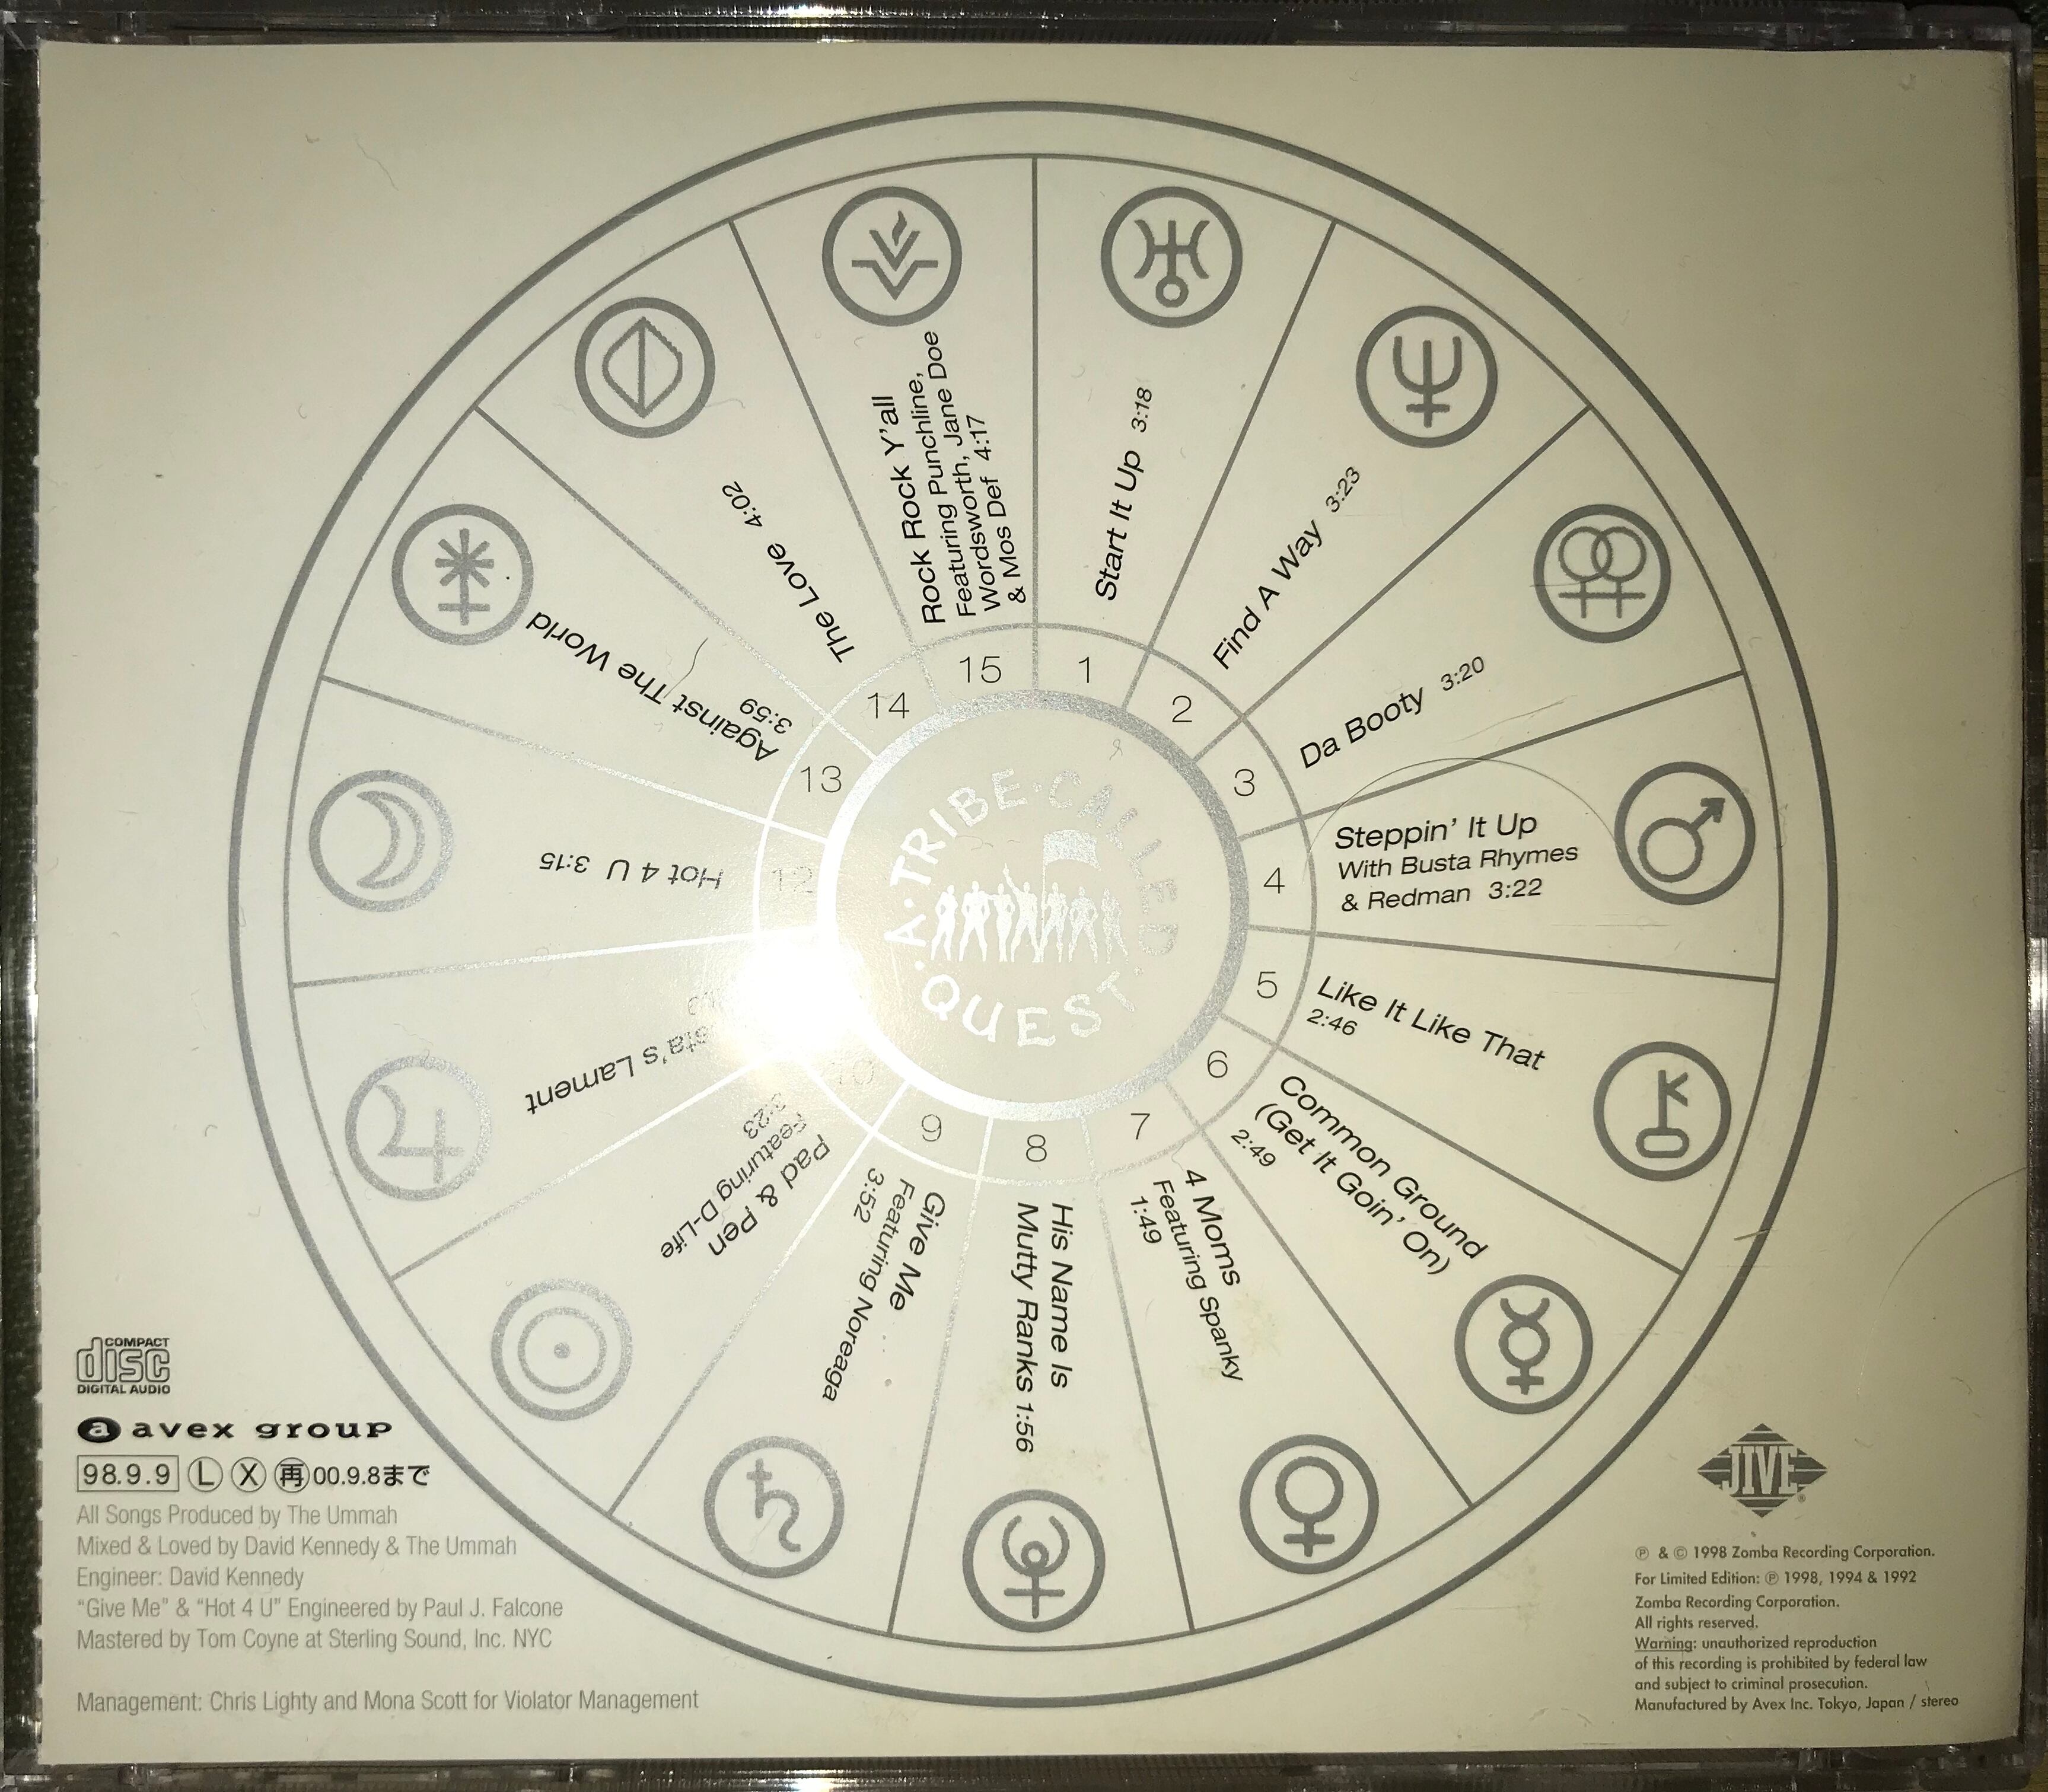 1
Start It Up 3:18
2
Find A Way 3:23
3
Da Booty 3:20
4
Steppin' It Up
With Busta Rhymes
& Redman 3:22
5
Like It Like That
2:46
6
Common Ground
(Get It Goin' On)
2:49
7
4 Moms
Featuring Spanky
1:49
8
His Name Is
Mutty Ranks 1:56
9
Give Me
Featuring Noreaga
3:52
10
Pad & Pen
Featuring D-Life
3:23
Lament
12
Hot 4 U 3:15
13
Against The World
3:59
14
The Love 4:02
15
Rock Rock Y'all
Featuring Punchline,
Wordsworth, Jane Doe
& Mos Def 4:17
A·TRIBE·CALLED·
QUEST
COMPACT
disc
DIGITAL AUDIO
a avex group
98.9.9 L X 再 00.9.8まで
All Songs Produced by The Ummah
Mixed & Loved by David Kennedy & The Ummah
Engineer: David Kennedy
“Give Me” & “Hot 4 U” Engineered by Paul J. Falcone
Mastered by Tom Coyne at Sterling Sound, Inc. NYC
Management: Chris Lighty and Mona Scott for Violator Management
JIVE®
℗ & © 1998 Zomba Recording Corporation.
For Limited Edition: ℗ 1998, 1994 & 1992
Zomba Recording Corporation.
All rights reserved.
Warning: unauthorized reproduction
of this recording is prohibited by federal law
and subject to criminal prosecution.
Manufactured by Avex Inc. Tokyo, Japan / stereo